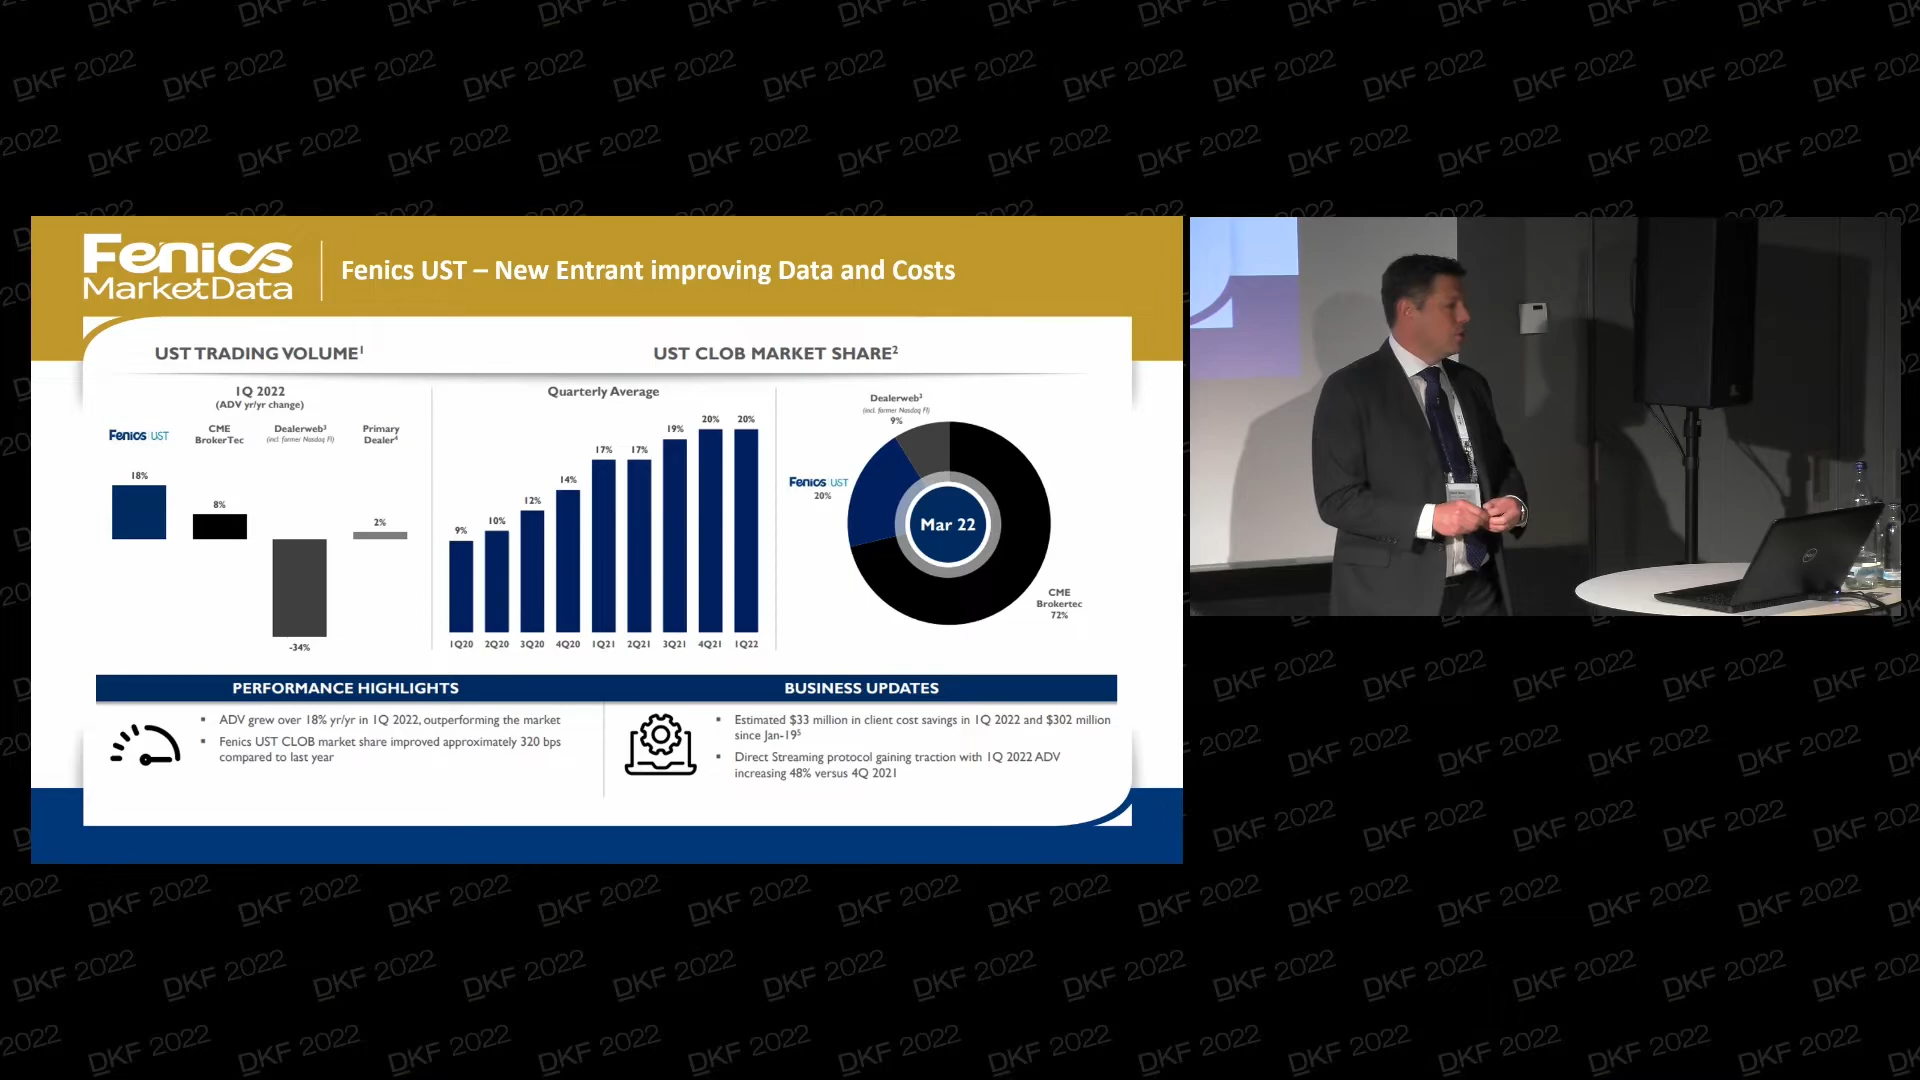 Fenics
MarketData
Fenics UST – New Entrant improving Data and Costs
UST TRADING VOLUME¹
UST CLOB MARKET SHARE²
1Q 2022
(ADV yr/yr change)
Fenics UST
CME
BrokerTec
Dealerweb³
(incl. former Nasdaq FI)
Primary
Dealer⁴
18%
8%
-34%
2%
Quarterly Average
9%
10%
12%
14%
17%
17%
19%
20%
20%
1Q20
2Q20
3Q20
4Q20
1Q21
2Q21
3Q21
4Q21
1Q22
Dealerweb³
(incl. former Nasdaq FI)
9%
Fenics UST
20%
Mar 22
CME
Brokertec
72%
PERFORMANCE HIGHLIGHTS
▪ ADV grew over 18% yr/yr in 1Q 2022, outperforming the market
▪ Fenics UST CLOB market share improved approximately 320 bps
compared to last year
BUSINESS UPDATES
▪ Estimated $33 million in client cost savings in 1Q 2022 and $302 million
since Jan-19⁵
▪ Direct Streaming protocol gaining traction with 1Q 2022 ADV
increasing 48% versus 4Q 2021
DKF 2022